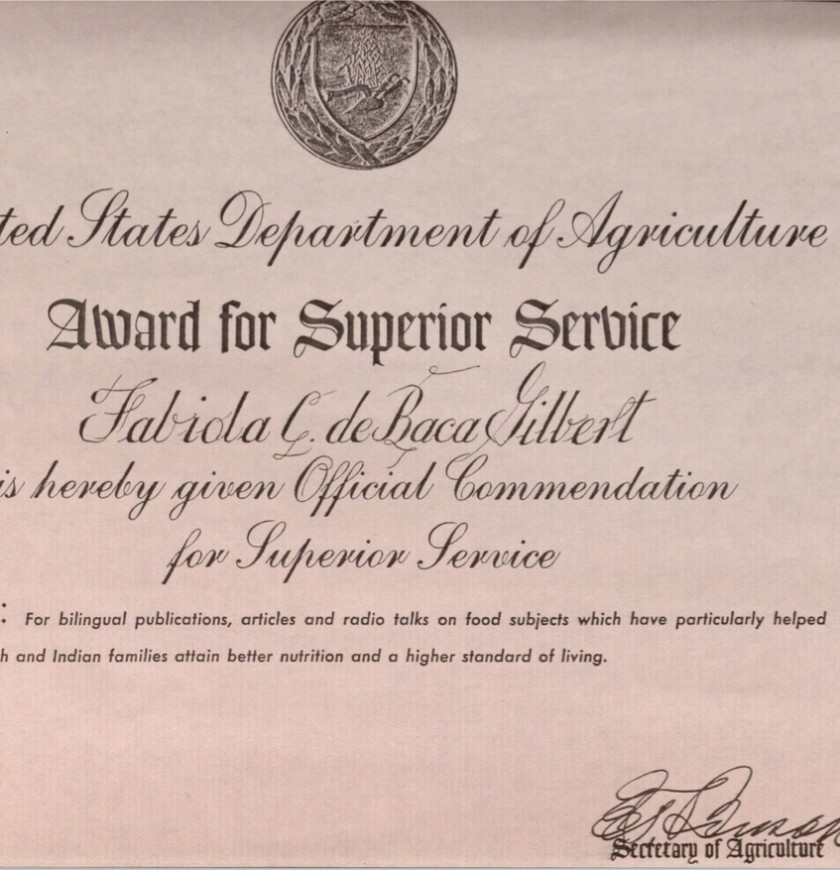 ted States Department of Agriculture
Award for Superior Service
Fabiola C. de Baca Gilbert
is hereby given Official Commendation
for Superior Service
: For bilingual publications, articles and radio talks on food subjects which have particularly helped
h and Indian families attain better nutrition and a higher standard of living.
Secretary of Agriculture